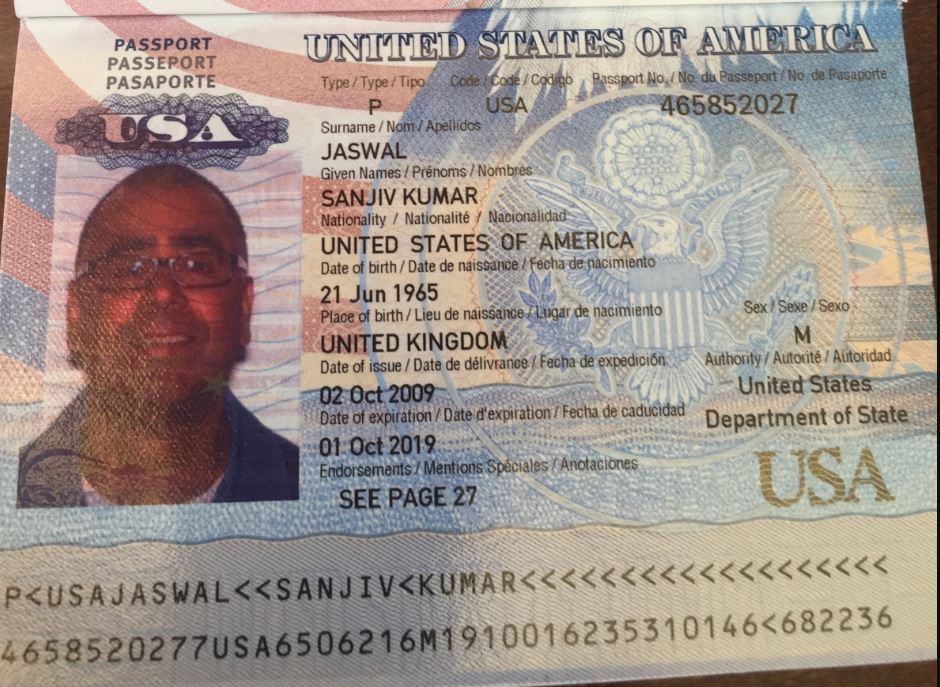 PASSPORT
PASSEPORT
PASAPORTE
USA
UNITED STATES OF AMERICA
Type / Type / Tipo Code / Code / Codigo Passport No. / No. du Passeport / No. de Pasaporte
P USA 465852027
Surname / Nom / Apellidos
JASWAL
Given Names / Prénoms / Nombres
SANJIV KUMAR
Nationality / Nationalité / Nacionalidad
UNITED STATES OF AMERICA
Date of birth / Date de naissance / Fecha de nacimiento
21 Jun 1965
Place of birth / Lieu de naissance / Lugar de nacimiento Sex / Sexe / Sexo
UNITED KINGDOM M
Date of issue / Date de délivrance / Fecha de expedición Authority / Autorité / Autoridad
02 Oct 2009 United States
Date of expiration / Date d'expiration / Fecha de caducidad Department of State
01 Oct 2019
Endorsements / Mentions Spéciales / Anotaciones USA
SEE PAGE 27
P<USAJASWAL<<SANJIV<KUMAR<<<<<<<<<<<<<<<<<<<
4658520277USA6506216M1910016235310146<682236